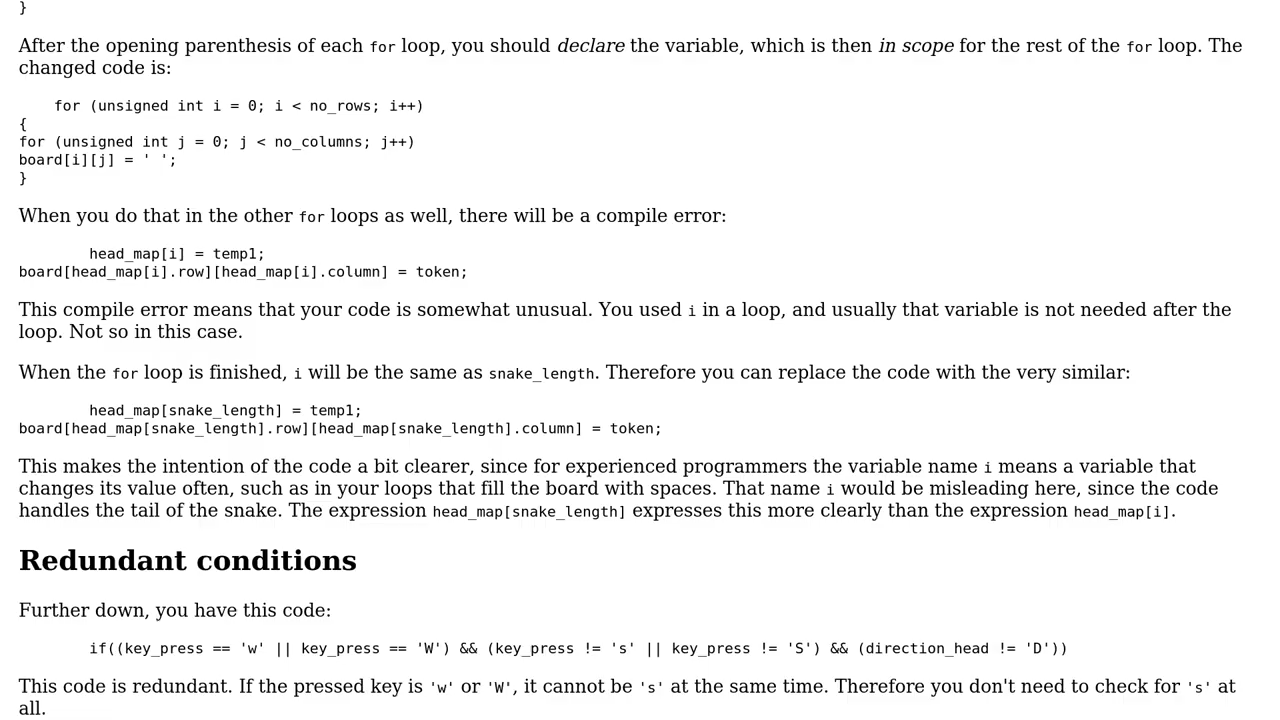 }
After the opening parenthesis of each for loop, you should declare the variable, which is then in scope for the rest of the for loop. The
changed code is:
for (unsigned int i = 0; i < no_rows; i++)
{
for (unsigned int j = 0; j < no_columns; j++)
board[i][j] = ' ';
}
When you do that in the other for loops as well, there will be a compile error:
head_map[i] = temp1;
board[head_map[i].row][head_map[i].column] = token;
This compile error means that your code is somewhat unusual. You used i in a loop, and usually that variable is not needed after the
loop. Not so in this case.
When the for loop is finished, i will be the same as snake_length. Therefore you can replace the code with the very similar:
head_map[snake_length] = temp1;
board[head_map[snake_length].row][head_map[snake_length].column] = token;
This makes the intention of the code a bit clearer, since for experienced programmers the variable name i means a variable that
changes its value often, such as in your loops that fill the board with spaces. That name i would be misleading here, since the code
handles the tail of the snake. The expression head_map[snake_length] expresses this more clearly than the expression head_map[i].
Redundant conditions
Further down, you have this code:
if((key_press == 'w' || key_press == 'W') && (key_press != 's' || key_press != 'S') && (direction_head != 'D'))
This code is redundant. If the pressed key is 'w' or 'W', it cannot be 's' at the same time. Therefore you don't need to check for 's' at
all.